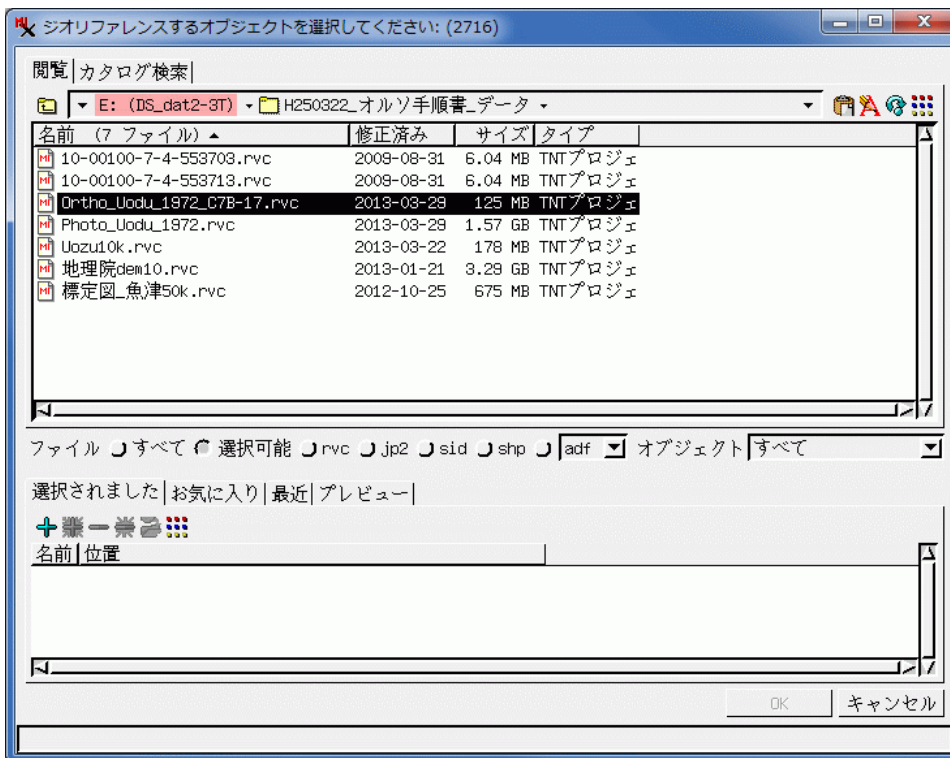 ジオリファレンスするオブジェクトを選択してください: (2716)
閲覧 カタログ検索
E: (DS_dat2-3T) H250322_オルソ手順書_データ
名前 (7 ファイル) 修正済み サイズ タイプ
10-00100-7-4-553703.rvc 2009-08-31 6.04 MB TNTプロジェ
10-00100-7-4-553713.rvc 2009-08-31 6.04 MB TNTプロジェ
Ortho_Uodu_1972_C7B-17.rvc 2013-03-29 125 MB TNTプロジェ
Photo_Uodu_1972.rvc 2013-03-29 1.57 GB TNTプロジェ
Uozu10k.rvc 2013-03-22 178 MB TNTプロジェ
地理院dem10.rvc 2013-01-21 3.29 GB TNTプロジェ
標定図_魚津50k.rvc 2012-10-25 675 MB TNTプロジェ
ファイル すべて 選択可能 rvc jp2 sid shp adf オブジェクト すべて
選択されました お気に入り 最近 プレビュー
名前 位置
OK キャンセル